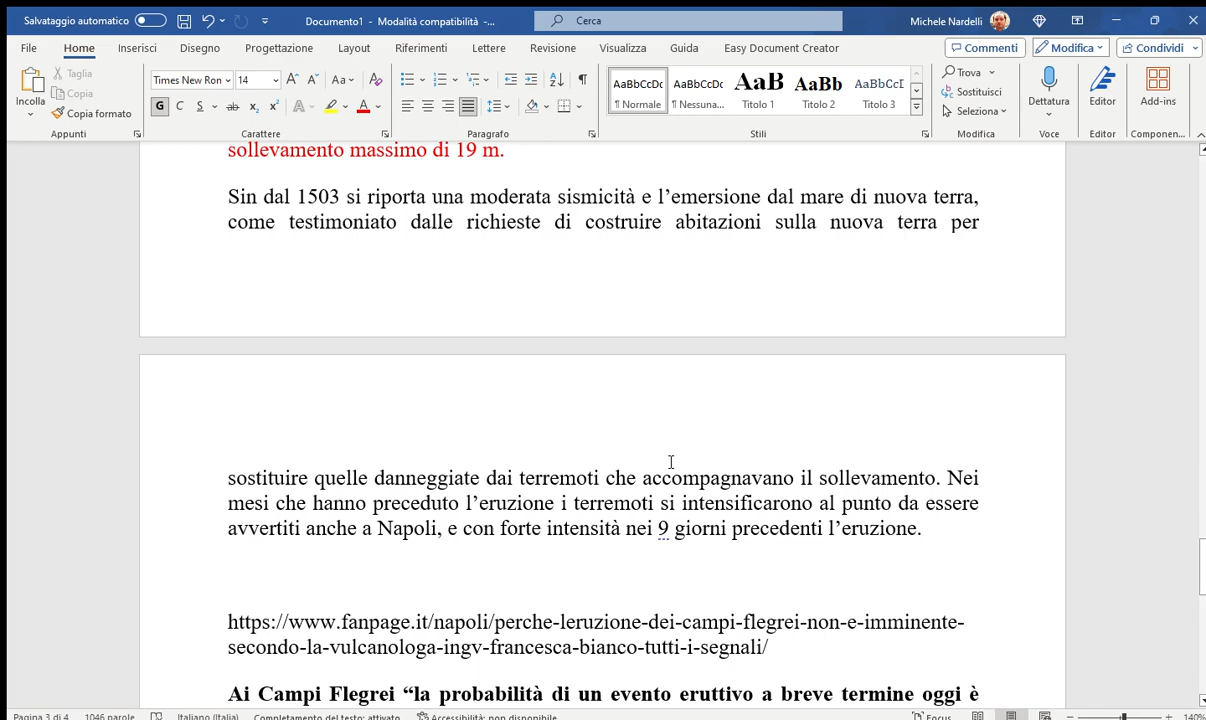 Salvataggio automatico
Documento1 - Modalità compatibilità -...
Cerca
Michele Nardelli
File Home Inserisci Disegno Progettazione Layout Riferimenti Lettere Revisione Visualizza Guida Easy Document Creator
Commenti Modifica Condividi
Incolla
Taglia
Copia
Copia formato
Appunti
Times New Ron 14
Aa
G C S ab x₂ x² A A
Carattere
Paragrafo
AaBbCcDc AaBbCcDc AaB AaBb AaBbCcD
¶ Normale ¶ Nessuna... Titolo 1 Titolo 2 Titolo 3
Stili
Trova
Sostituisci
Seleziona
Modifica
Dettatura
Voce
Editor
Editor
Add-ins
Componen...
sollevamento massimo di 19 m.
Sin dal 1503 si riporta una moderata sismicità e l’emersione dal mare di nuova terra,
come testimoniato dalle richieste di costruire abitazioni sulla nuova terra per
sostituire quelle danneggiate dai terremoti che accompagnavano il sollevamento. Nei
mesi che hanno preceduto l’eruzione i terremoti si intensificarono al punto da essere
avvertiti anche a Napoli, e con forte intensità nei 9 giorni precedenti l’eruzione.
https://www.fanpage.it/napoli/perche-leruzione-dei-campi-flegrei-non-e-imminente-
secondo-la-vulcanologa-ingv-francesca-bianco-tutti-i-segnali/
Ai Campi Flegrei “la probabilità di un evento eruttivo a breve termine oggi è
Pagina 3 di 4 1046 parole Italiano (Italia) Completamento del testo: attivato Accessibilità: non disponibile Focus 140%